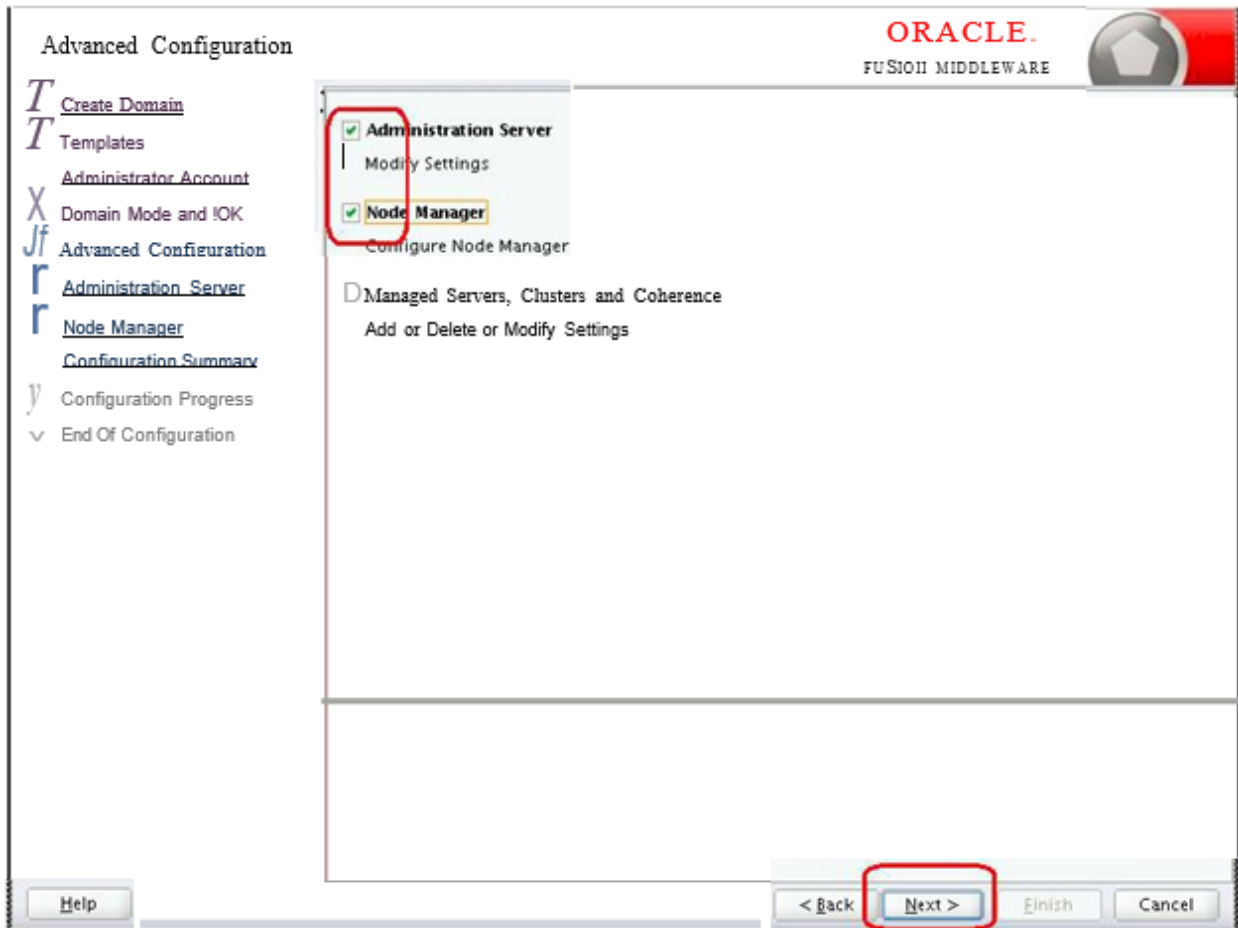 Advanced Configuration
ORACLE
FUSIOII MIDDLEWARE
T Create Domain
T Templates
Administrator Account
X Domain Mode and !OK
Jf Advanced Configuration
r Administration Server
r Node Manager
Configuration Summary
y Configuration Progress
v End Of Configuration
Administration Server
Modify Settings
Node Manager
Configure Node Manager
D Managed Servers, Clusters and Coherence
Add or Delete or Modify Settings
Help
< Back
Next >
Finish
Cancel